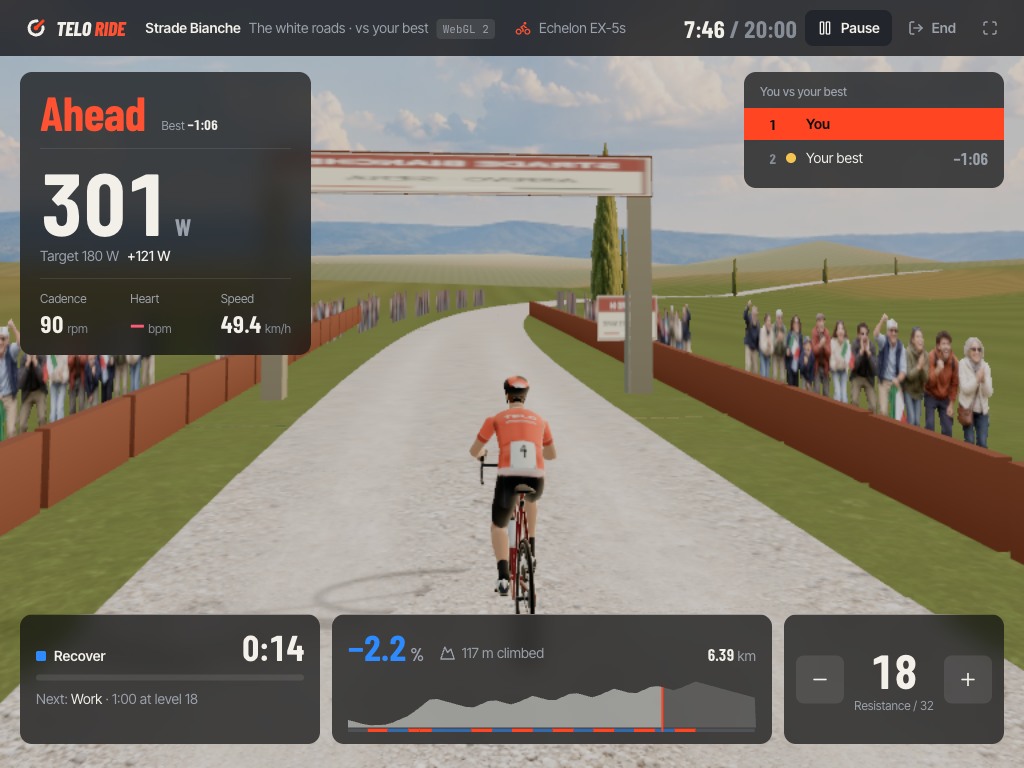 TELO RIDE Strade Bianche The white roads · vs your best WebGL 2 Echelon EX-5s 7:46 / 20:00 Pause End
Ahead Best −1:06
301 W
Target 180 W +121 W
Cadence Heart Speed
90 rpm — bpm 49.4 km/h
You vs your best
1 You
2 Your best −1:06
TELO
Recover 0:14
Next: Work · 1:00 at level 18
−2.2 % 117 m climbed 6.39 km
− 18 +
Resistance / 32